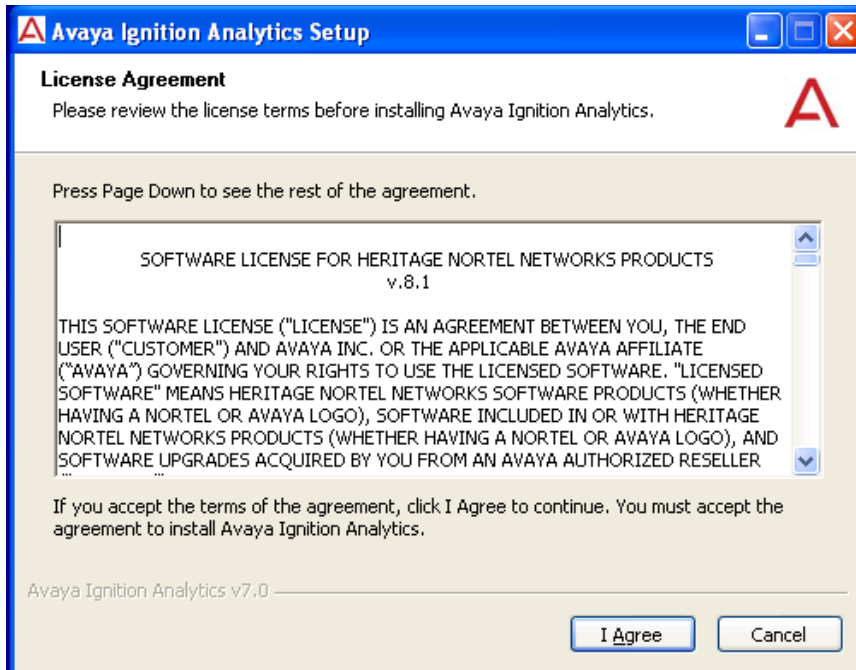 Avaya Ignition Analytics Setup
License Agreement
Please review the license terms before installing Avaya Ignition Analytics.
Press Page Down to see the rest of the agreement.
SOFTWARE LICENSE FOR HERITAGE NORTEL NETWORKS PRODUCTS
v.8.1
THIS SOFTWARE LICENSE ("LICENSE") IS AN AGREEMENT BETWEEN YOU, THE END
USER ("CUSTOMER") AND AVAYA INC. OR THE APPLICABLE AVAYA AFFILIATE
(“AVAYA”) GOVERNING YOUR RIGHTS TO USE THE LICENSED SOFTWARE. "LICENSED
SOFTWARE" MEANS HERITAGE NORTEL NETWORKS SOFTWARE PRODUCTS (WHETHER
HAVING A NORTEL OR AVAYA LOGO), SOFTWARE INCLUDED IN OR WITH HERITAGE
NORTEL NETWORKS PRODUCTS (WHETHER HAVING A NORTEL OR AVAYA LOGO), AND
SOFTWARE UPGRADES ACQUIRED BY YOU FROM AN AVAYA AUTHORIZED RESELLER
If you accept the terms of the agreement, click I Agree to continue. You must accept the
agreement to install Avaya Ignition Analytics.
Avaya Ignition Analytics v7.0
I Agree
Cancel